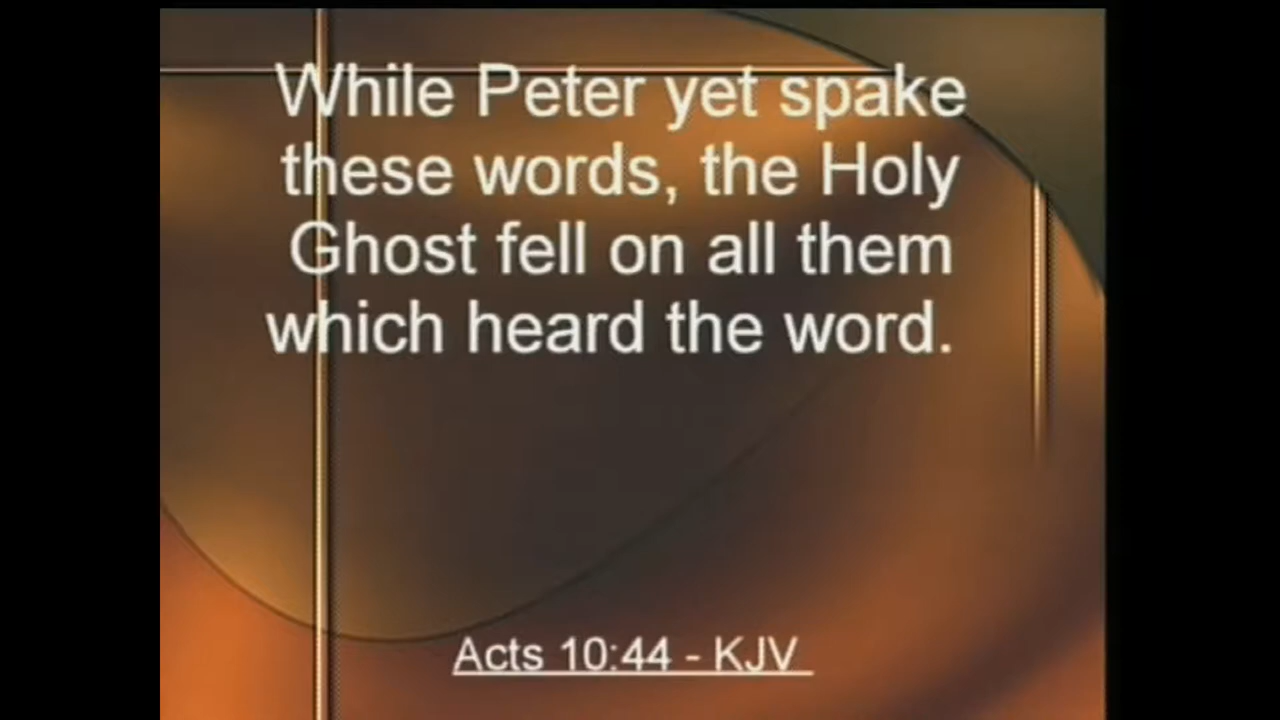 While Peter yet spake
these words, the Holy
Ghost fell on all them
which heard the word.
Acts 10:44 - KJV